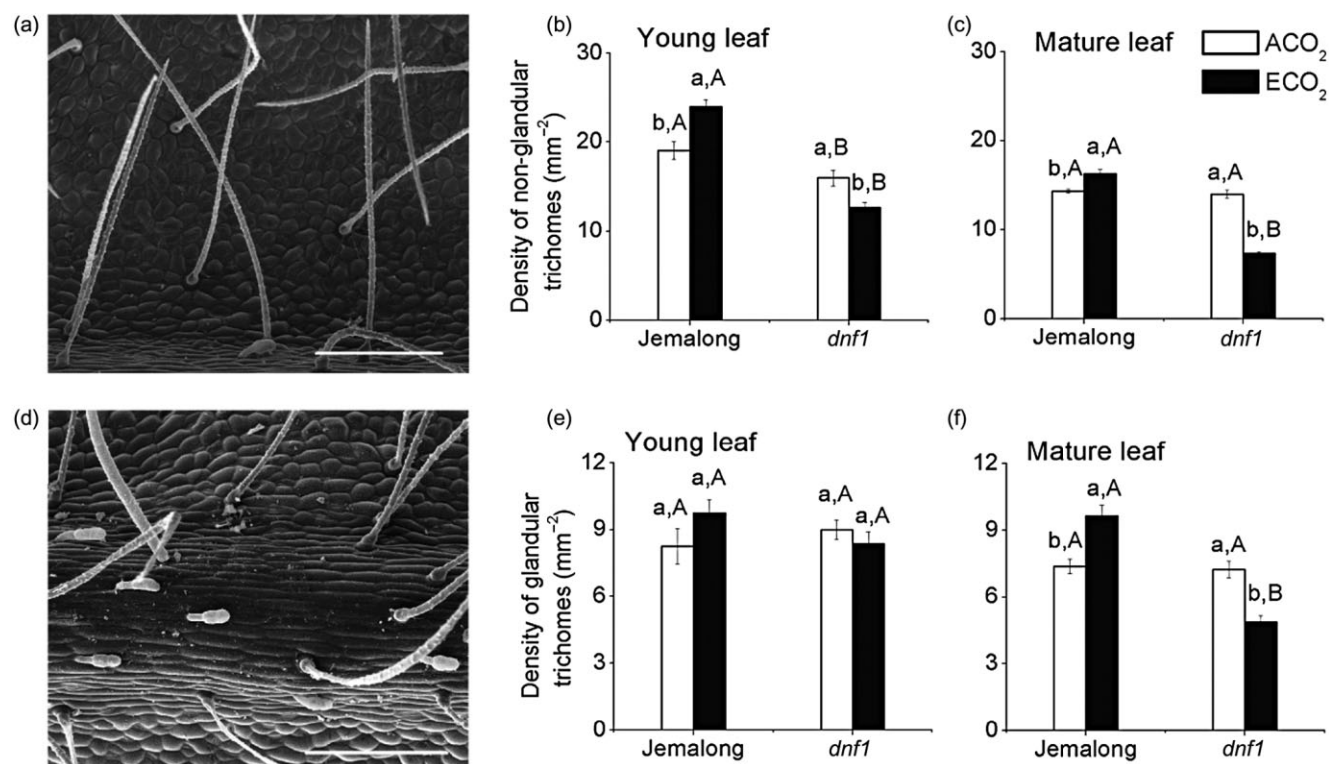 (a)
(b)
Young leaf
Density of non-glandular
trichomes (mm⁻²)
30
20
10
0
b,A
a,A
a,B
b,B
Jemalong
dnf1
(c)
Mature leaf
ACO₂
ECO₂
30
20
10
0
b,A
a,A
a,A
b,B
Jemalong
dnf1
(d)
(e)
Young leaf
Density of glandular
trichomes (mm⁻²)
12
9
6
3
0
a,A
a,A
a,A
a,A
Jemalong
dnf1
(f)
Mature leaf
12
9
6
3
0
b,A
a,A
a,A
b,B
Jemalong
dnf1